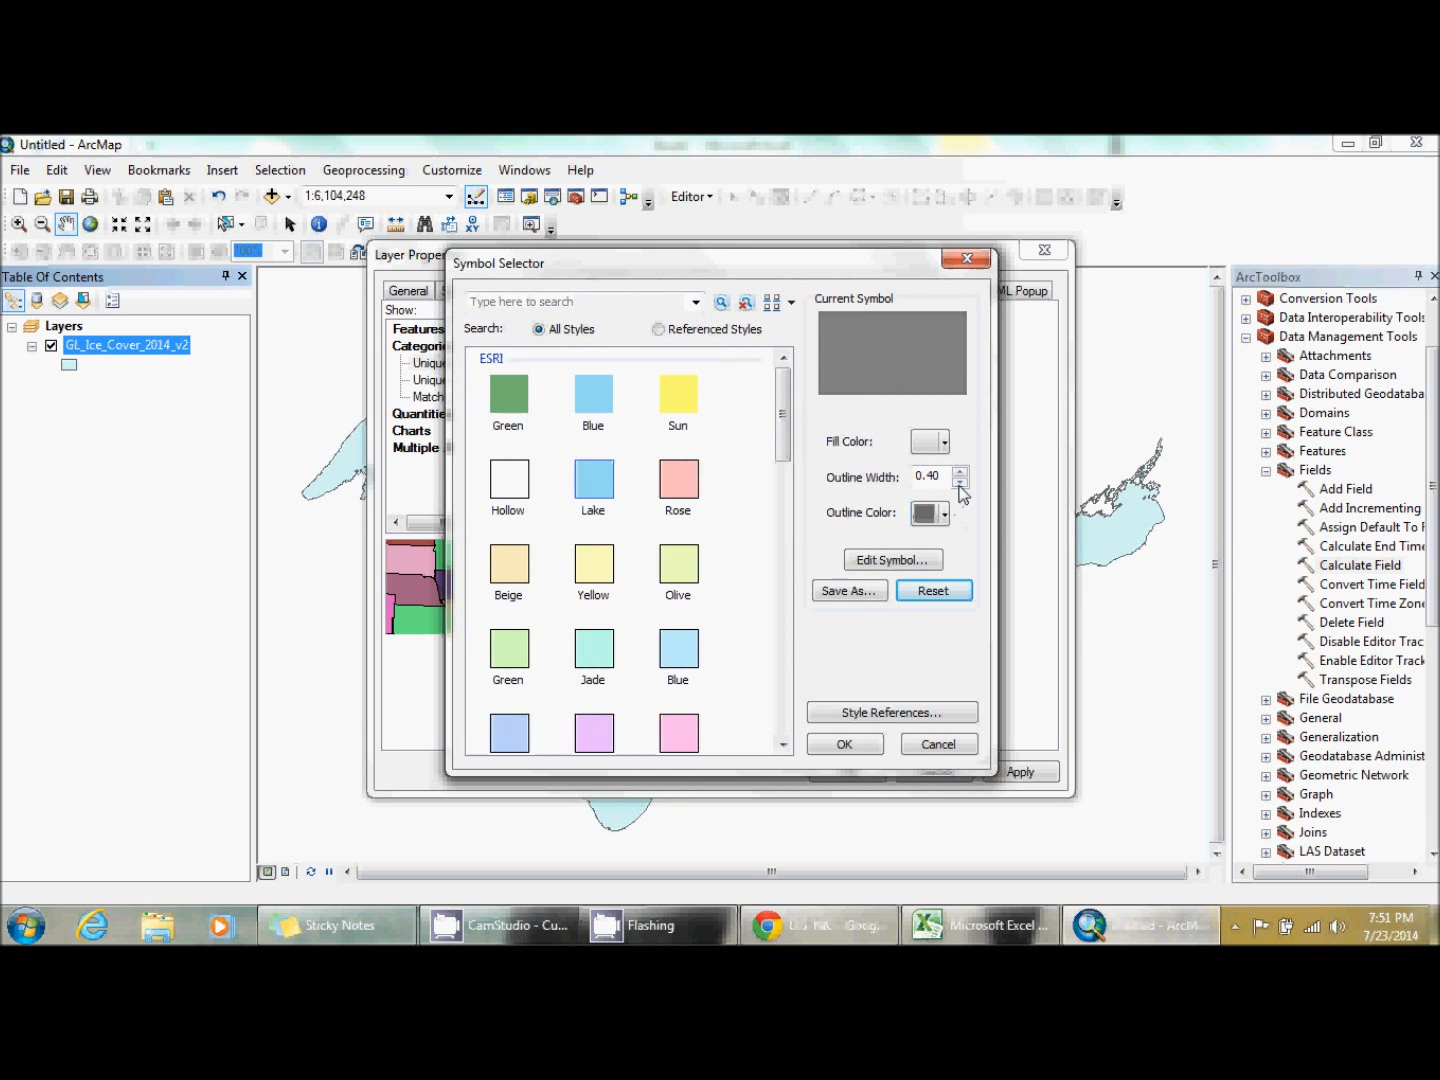 Untitled - ArcMap
File Edit View Bookmarks Insert Selection Geoprocessing Customize Windows Help
1:6,104,248
Editor
100%
Table Of Contents
Layers
GL_Ice_Cover_2014_v2
Layer Proper
General
ML Popup
Show:
Features
Categori
Unique
Unique
Match
Quantitie
Charts
Multiple
Apply
Symbol Selector
Type here to search
Search: All Styles Referenced Styles
ESRI
Green Blue Sun
Hollow Lake Rose
Beige Yellow Olive
Green Jade Blue
Current Symbol
Fill Color:
Outline Width: 0.40
Outline Color:
Edit Symbol...
Save As... Reset
Style References...
OK Cancel
ArcToolbox
Conversion Tools
Data Interoperability Tools
Data Management Tools
Attachments
Data Comparison
Distributed Geodataba
Domains
Feature Class
Features
Fields
Add Field
Add Incrementing
Assign Default To F
Calculate End Time
Calculate Field
Convert Time Field
Convert Time Zone
Delete Field
Disable Editor Trac
Enable Editor Track
Transpose Fields
File Geodatabase
General
Generalization
Geodatabase Administ
Geometric Network
Graph
Indexes
Joins
LAS Dataset
Sticky Notes
CamStudio - Cu...
Flashing
Microsoft Excel ...
7:51 PM
7/23/2014